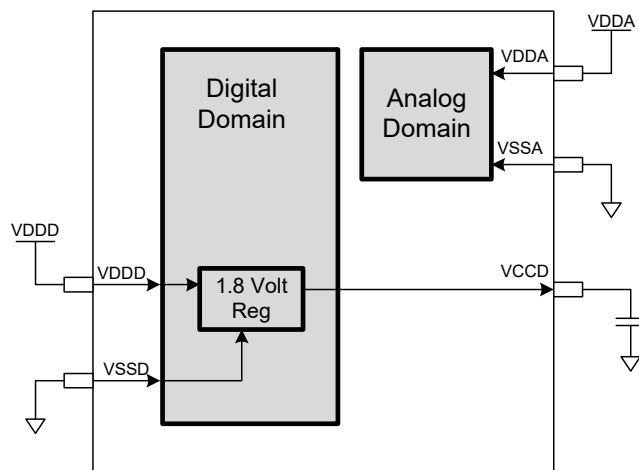 VDDA
VDDA
Digital
Domain
Analog
Domain
VSSA
VDDD
VDDD
1.8 Volt
Reg
VCCD
VSSD